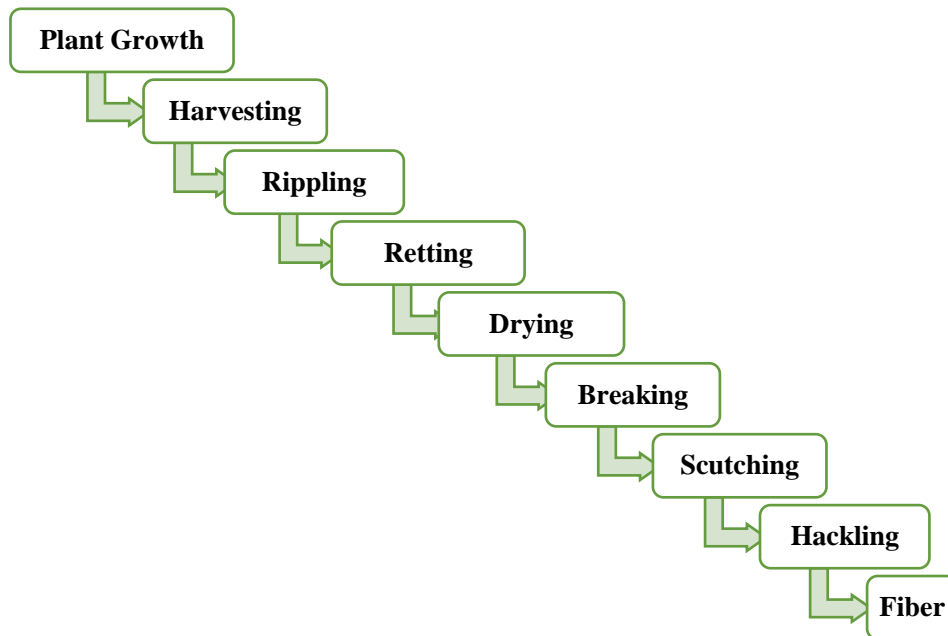 Plant Growth
Harvesting
Rippling
Retting
Drying
Breaking
Scutching
Hackling
Fiber